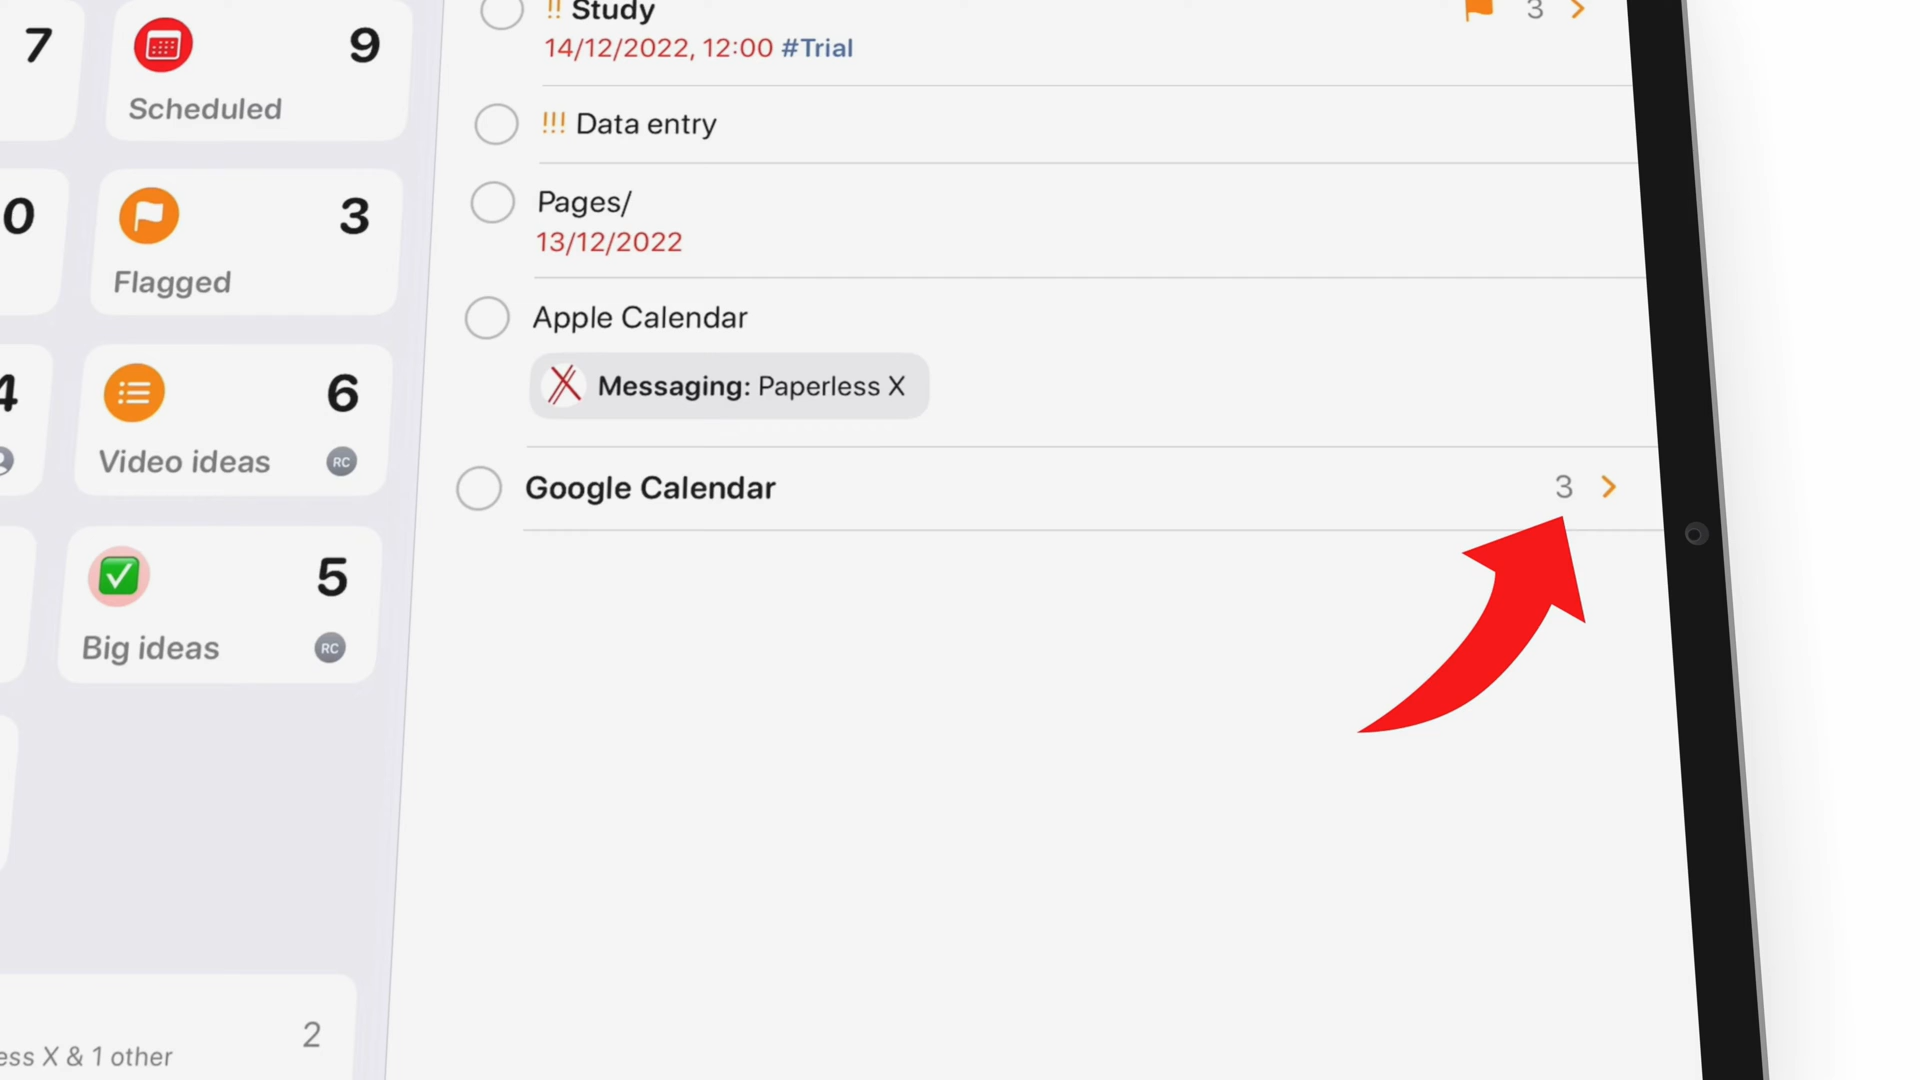 7
9
Scheduled
0
3
Flagged
4
6
Video ideas
RC
5
Big ideas
RC
2
ess X & 1 other
!! Study
3
14/12/2022, 12:00 #Trial
!!! Data entry
Pages/
13/12/2022
Apple Calendar
Messaging: Paperless X
Google Calendar
3